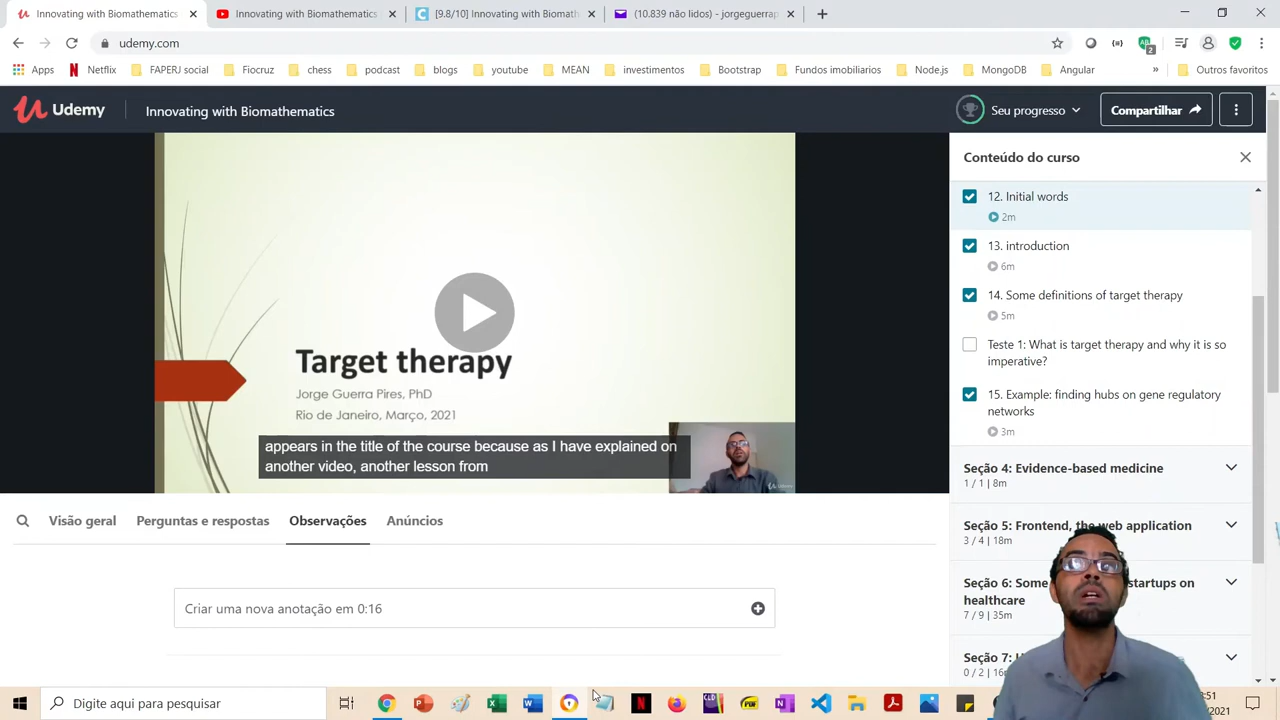 Innovating with Biomathematics
Innovating with Biomathematics
[9.8/10] Innovating with Biomath
(10.839 não lidos) - jorgeguerrap
udemy.com
Apps
Netflix
FAPERJ social
Fiocruz
chess
podcast
blogs
youtube
MEAN
investimentos
Bootstrap
Fundos imobiliarios
Node.js
MongoDB
Angular
»
Outros favoritos
Udemy
Innovating with Biomathematics
Seu progresso
Compartilhar
Target therapy
Jorge Guerra Pires, PhD
Rio de Janeiro, Março, 2021
appears in the title of the course because as I have explained on
another video, another lesson from
Udemy
Conteúdo do curso
12. Initial words
2m
13. introduction
6m
14. Some definitions of target therapy
5m
Teste 1: What is target therapy and why it is so
imperative?
15. Example: finding hubs on gene regulatory
networks
3m
Seção 4: Evidence-based medicine
1 / 1 | 8m
Seção 5: Frontend, the web application
3 / 4 | 18m
Seção 6: Some startups on
healthcare
7 / 9 | 35m
Seção 7:
0 / 2 | 16m
Visão geral
Perguntas e respostas
Observações
Anúncios
Criar uma nova anotação em 0:16
Digite aqui para pesquisar